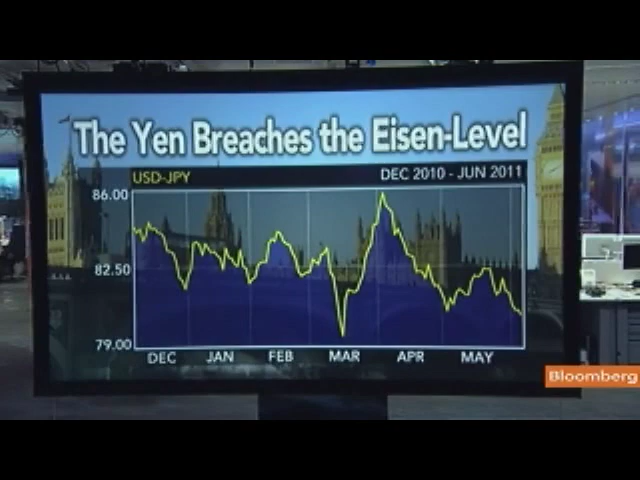 The Yen Breaches the Eisen-Level
USD-JPY DEC 2010 - JUN 2011
86.00
82.50
79.00
DEC JAN FEB MAR APR MAY
Bloomberg